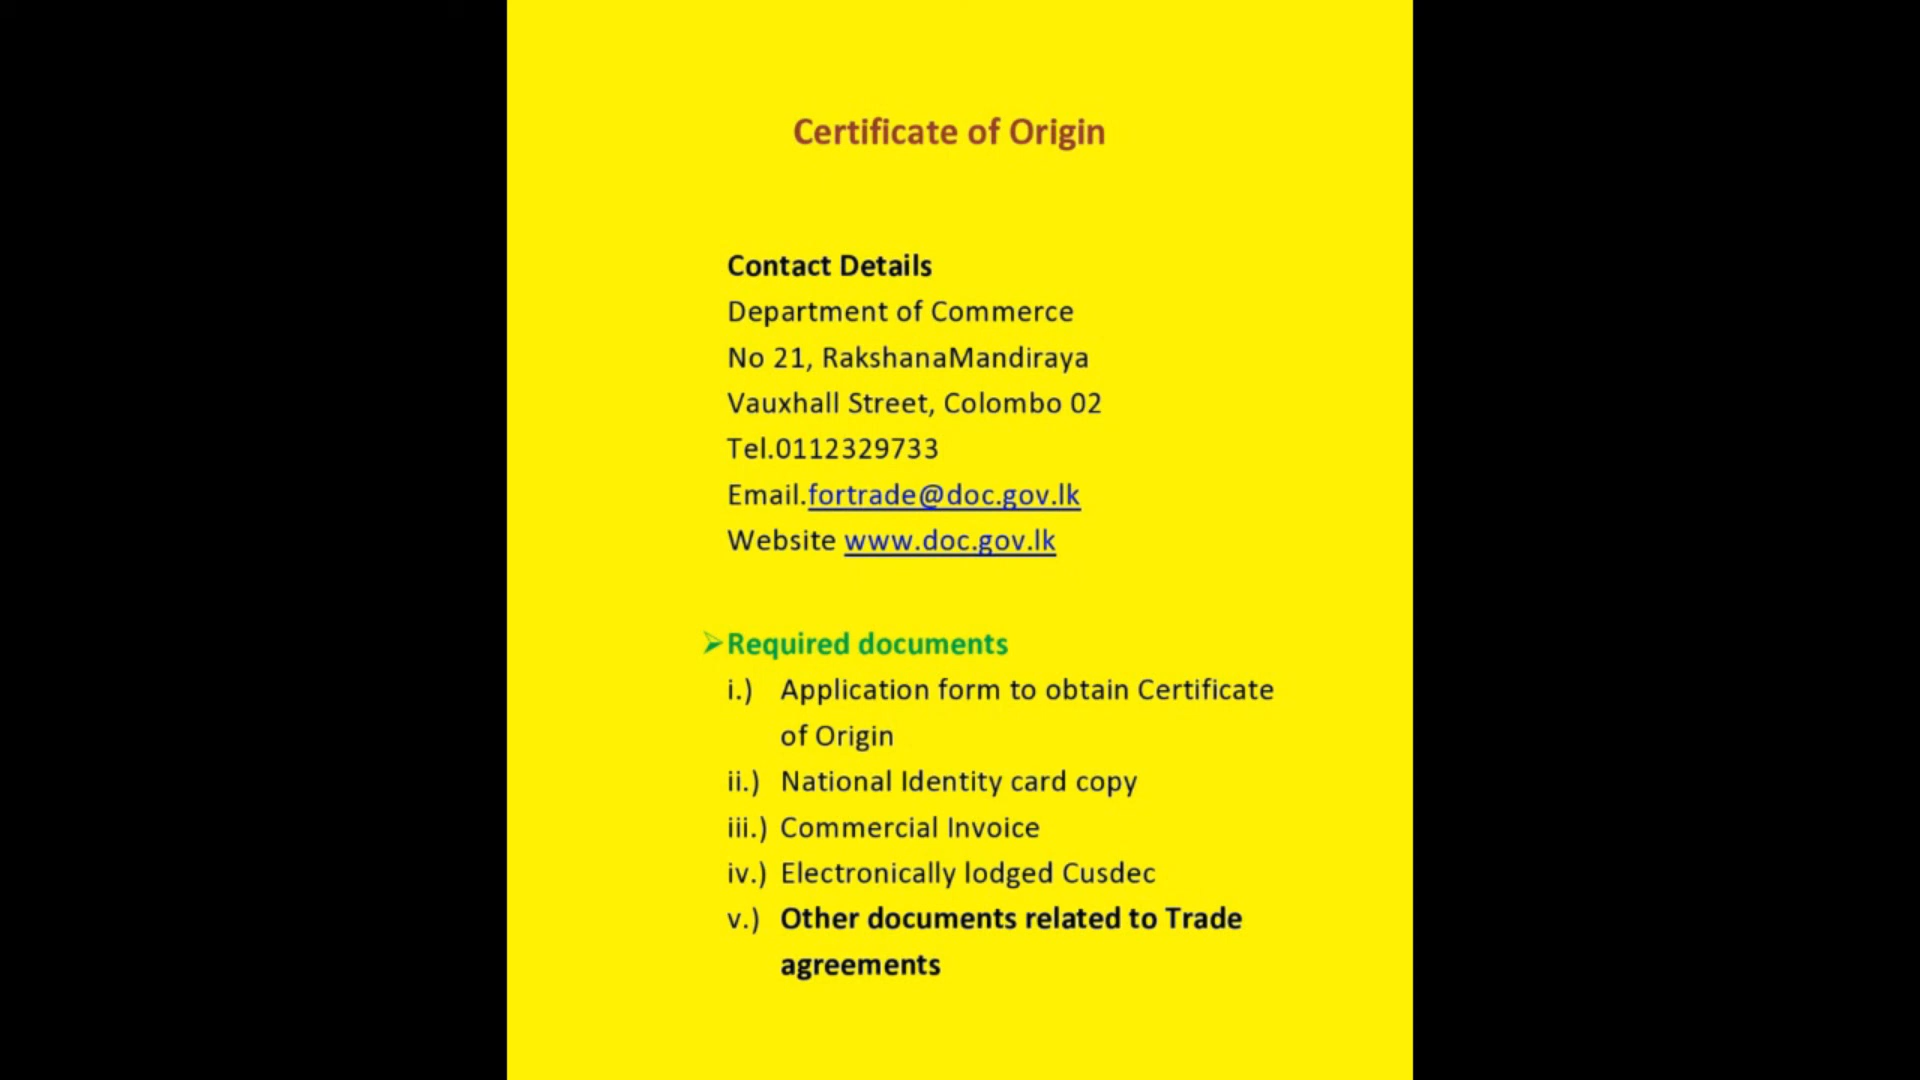 Certificate of Origin
Contact Details
Department of Commerce
No 21, RakshanaMandiraya
Vauxhall Street, Colombo 02
Tel.0112329733
Email.fortrade@doc.gov.lk
Website www.doc.gov.lk
➢Required documents
i.) Application form to obtain Certificate
of Origin
ii.) National Identity card copy
iii.) Commercial Invoice
iv.) Electronically lodged Cusdec
v.) Other documents related to Trade
agreements